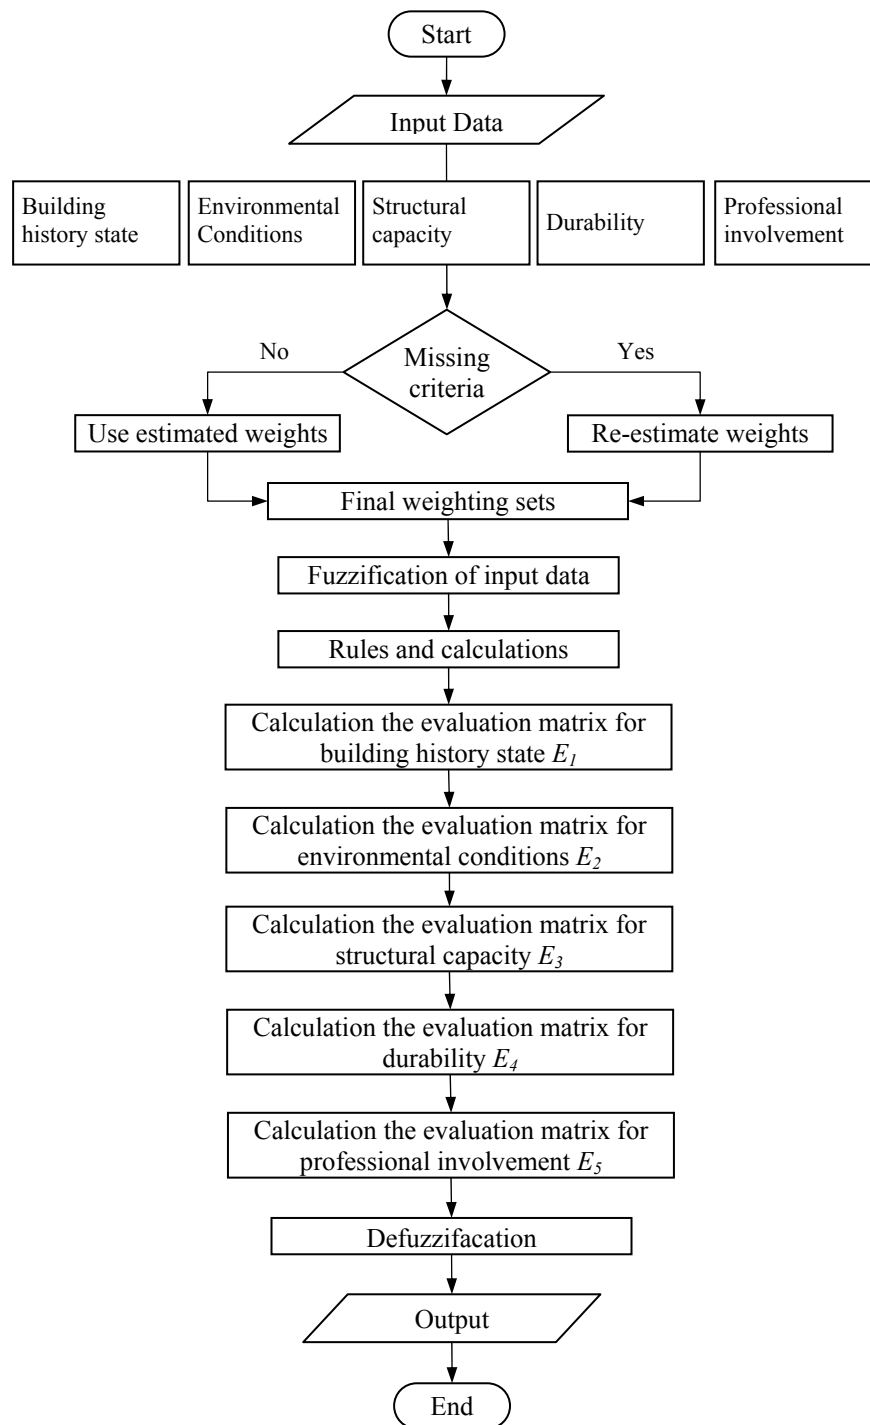 Start
Input Data
Building
history state
Environmental
Conditions
Structural
capacity
Durability
Professional
involvement
No
Missing
criteria
Yes
Use estimated weights
Re-estimate weights
Final weighting sets
Fuzzification of input data
Rules and calculations
Calculation the evaluation matrix for
building history state E1
Calculation the evaluation matrix for
environmental conditions E2
Calculation the evaluation matrix for
structural capacity E3
Calculation the evaluation matrix for
durability E4
Calculation the evaluation matrix for
professional involvement E5
Defuzzifacation
Output
End